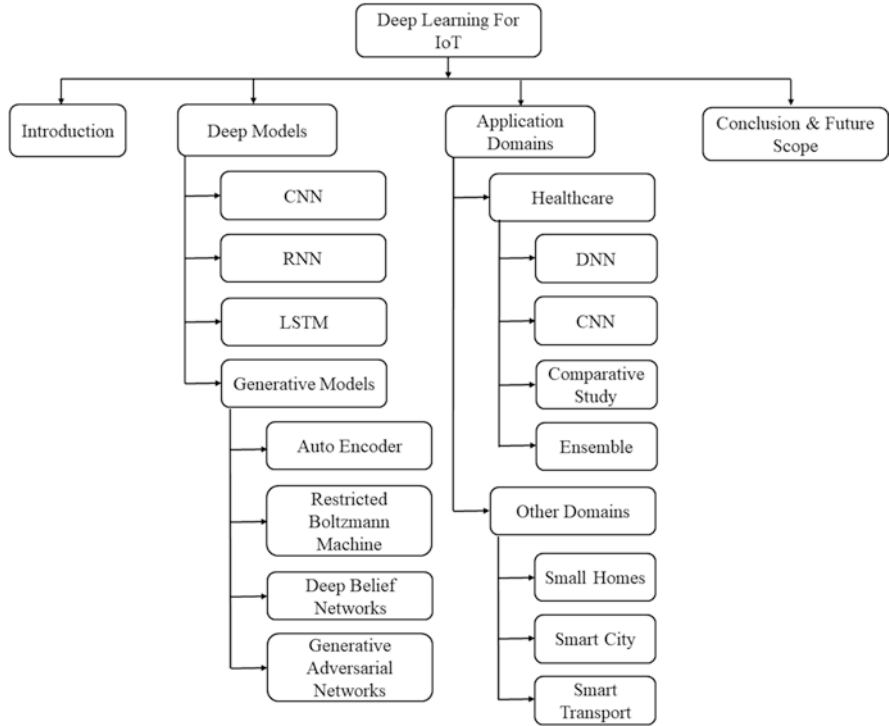 Deep Learning For
IoT
Introduction
Deep Models
Application
Domains
Conclusion & Future
Scope
CNN
RNN
LSTM
Generative Models
Auto Encoder
Restricted
Boltzmann
Machine
Deep Belief
Networks
Generative
Adversarial
Networks
Healthcare
DNN
CNN
Comparative
Study
Ensemble
Other Domains
Small Homes
Smart City
Smart
Transport